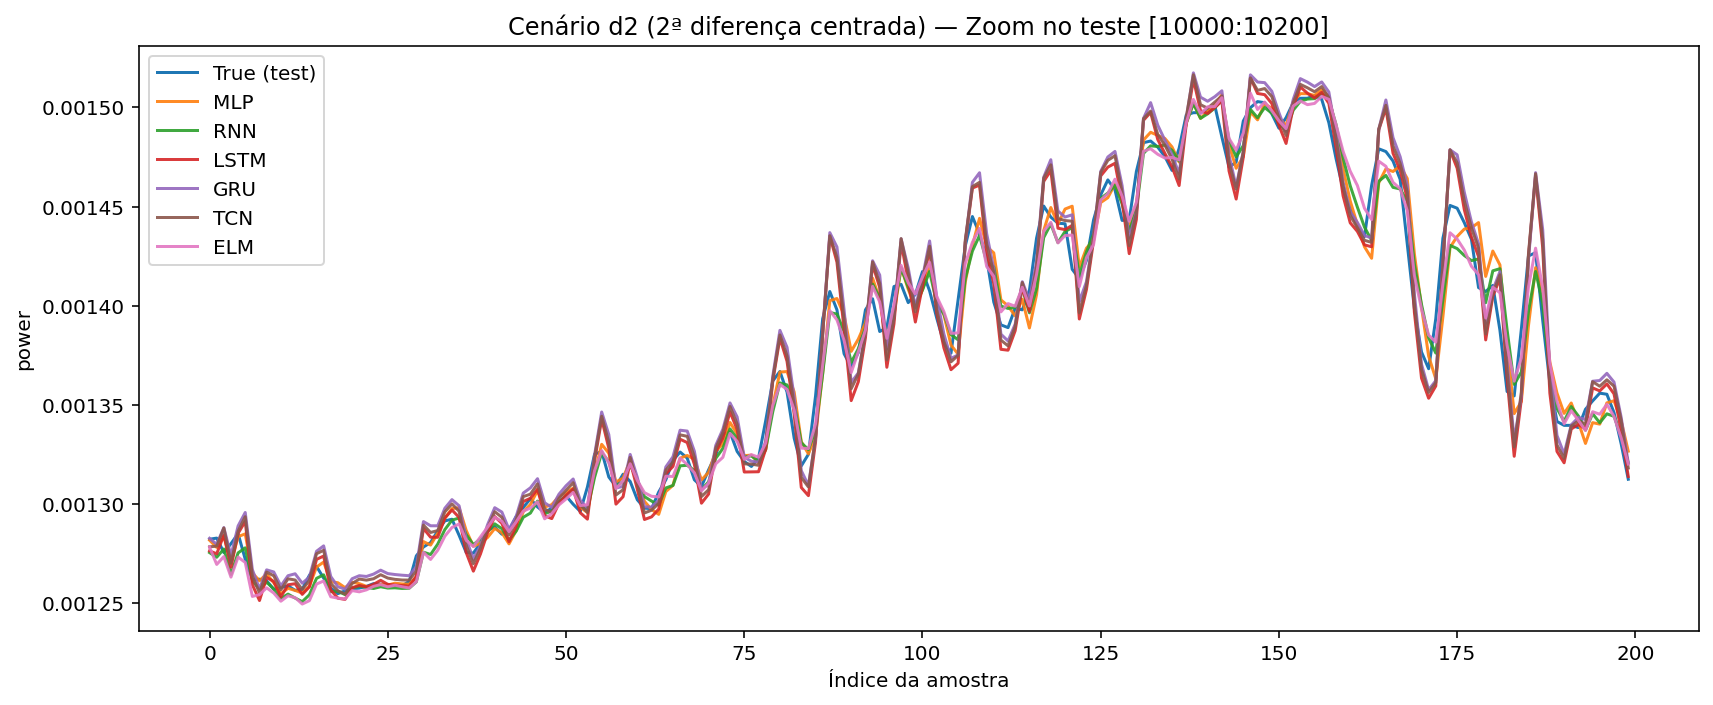 Cenário d2 (2ª diferença centrada) — Zoom no teste [10000:10200]
True (test)
MLP
RNN
LSTM
GRU
TCN
ELM
power
0.00150
0.00145
0.00140
0.00135
0.00130
0.00125
0 25 50 75 100 125 150 175 200
Índice da amostra